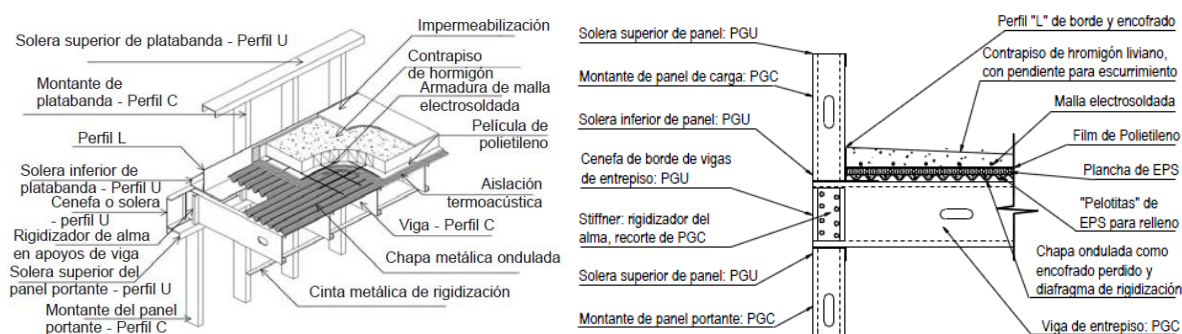 Solera superior de platabanda - Perfil U
Montante de
platabanda - Perfil C
Perfil L
Solera inferior de
platabanda - Perfil U
Cenefa o solera
- perfil U
Rigidizador de alma
en apoyos de viga
Solera superior del
panel portante - perfil U
Montante del panel
portante - Perfil C
Impermeabilización
Contrapiso
de hormigón
Armadura de malla
electrosoldada
Película de
polietileno
Aislación
termoacústica
Viga - Perfil C
Chapa metálica ondulada
Cinta metálica de rigidización
Solera superior de panel: PGU
Montante de panel de carga: PGC
Solera inferior de panel: PGU
Cenefa de borde de vigas
de entrepiso: PGU
Stiffner: rigidizador del
alma, recorte de PGC
Solera superior de panel: PGU
Montante de panel portante: PGC
Perfil "L" de borde y encofrado
Contrapiso de hromigón liviano,
con pendiente para escurrimiento
Malla electrosoldada
Film de Polietileno
Plancha de EPS
"Pelotitas" de
EPS para relleno
Chapa ondulada como
encofrado perdido y
diafragma de rigidización
Viga de entrepiso: PGC